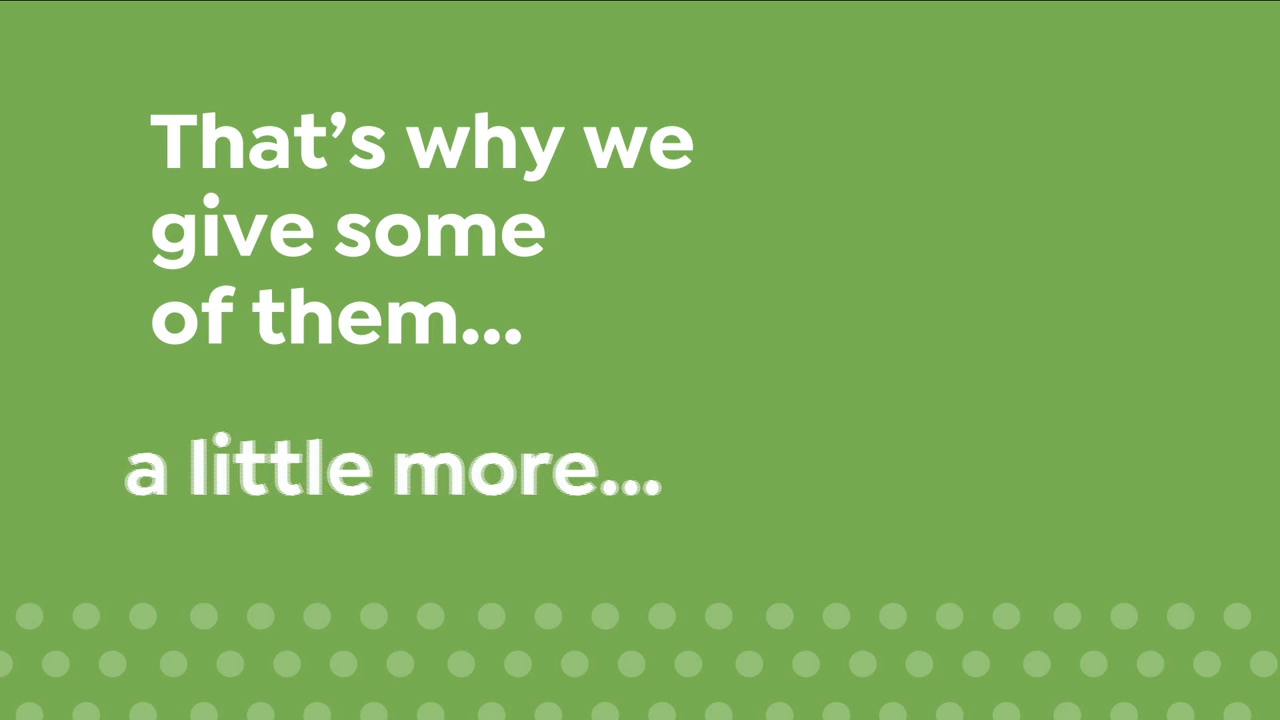 That’s why we
give some
of them...
a little more...